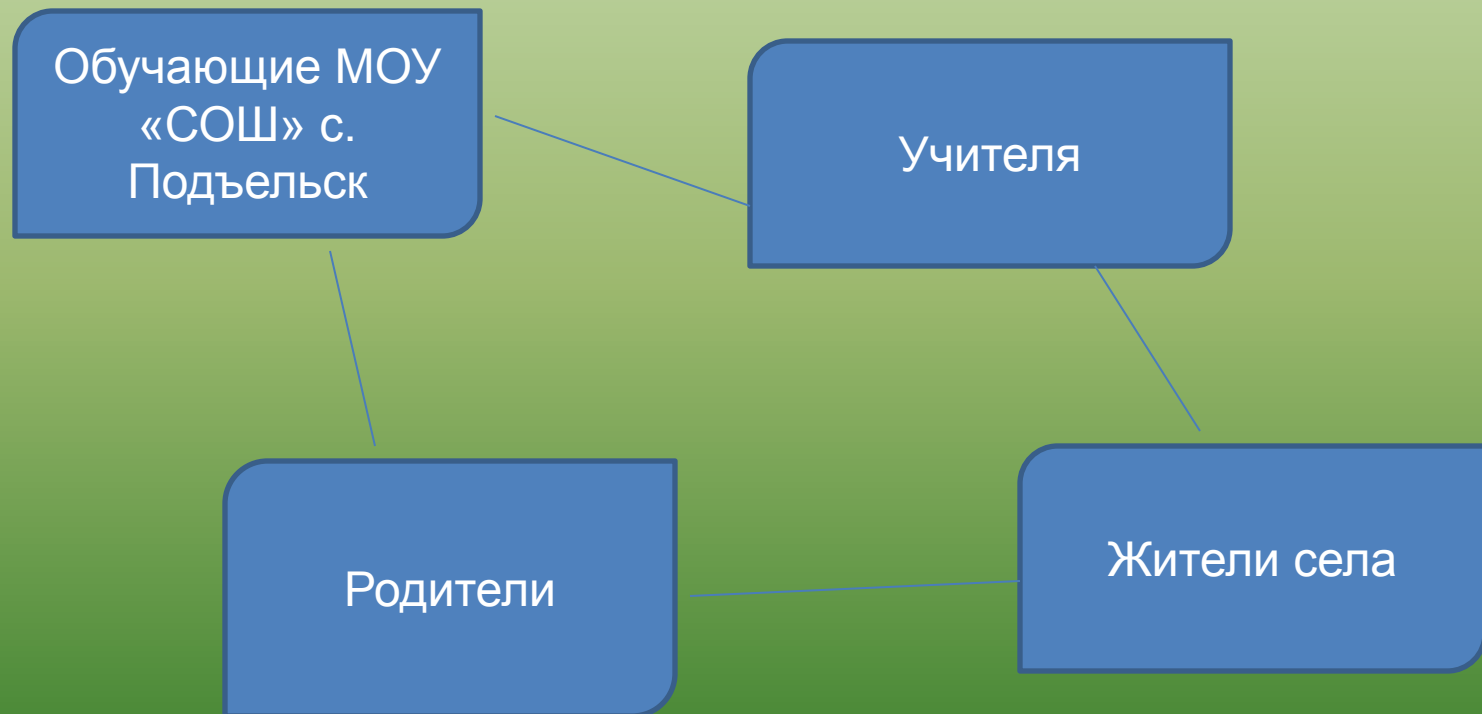 Обучающие МОУ
«СОШ» с.
Подъельск
Учителя
Родители
Жители села